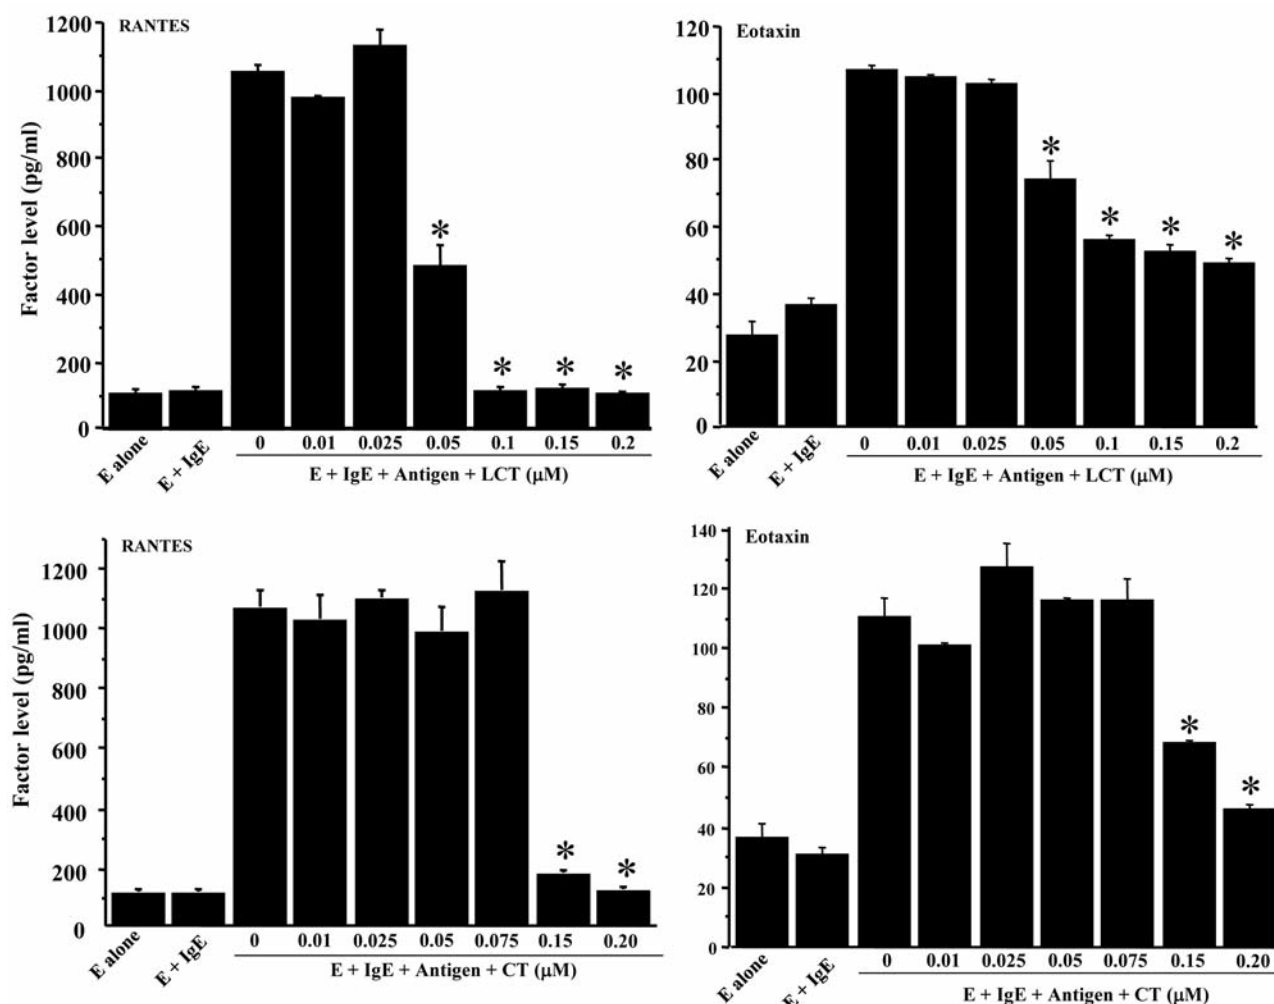 RANTES
Factor level (pg/ml)
1200
1000
800
600
400
200
0
*
*
*
*
E alone
E + IgE
0 0.01 0.025 0.05 0.1 0.15 0.2
E + IgE + Antigen + LCT (μM)
Eotaxin
120
100
80
60
40
20
0
*
*
*
*
E alone
E + IgE
0 0.01 0.025 0.05 0.1 0.15 0.2
E + IgE + Antigen + LCT (μM)
RANTES
Factor level (pg/ml)
1200
1000
800
600
400
200
0
*
*
E alone
E + IgE
0 0.01 0.025 0.05 0.075 0.15 0.20
E + IgE + Antigen + CT (μM)
Eotaxin
140
120
100
80
60
40
20
0
*
*
E alone
E + IgE
0 0.01 0.025 0.05 0.075 0.15 0.20
E + IgE + Antigen + CT (μM)